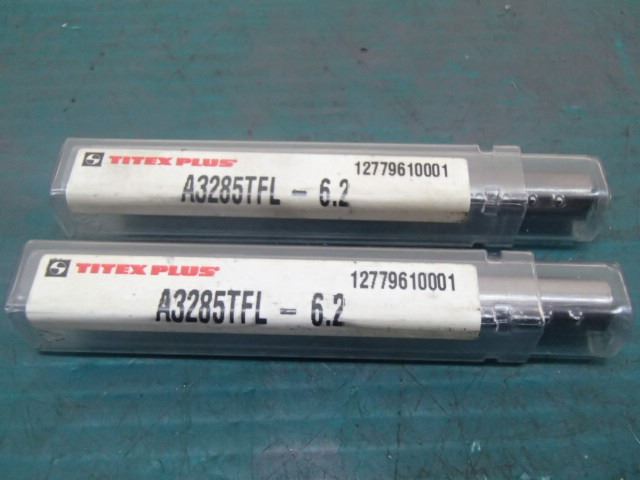 TITEX PLUS
12779610001
A3285TFL - 6.2
TITEX PLUS
12779610001
A3285TFL - 6.2